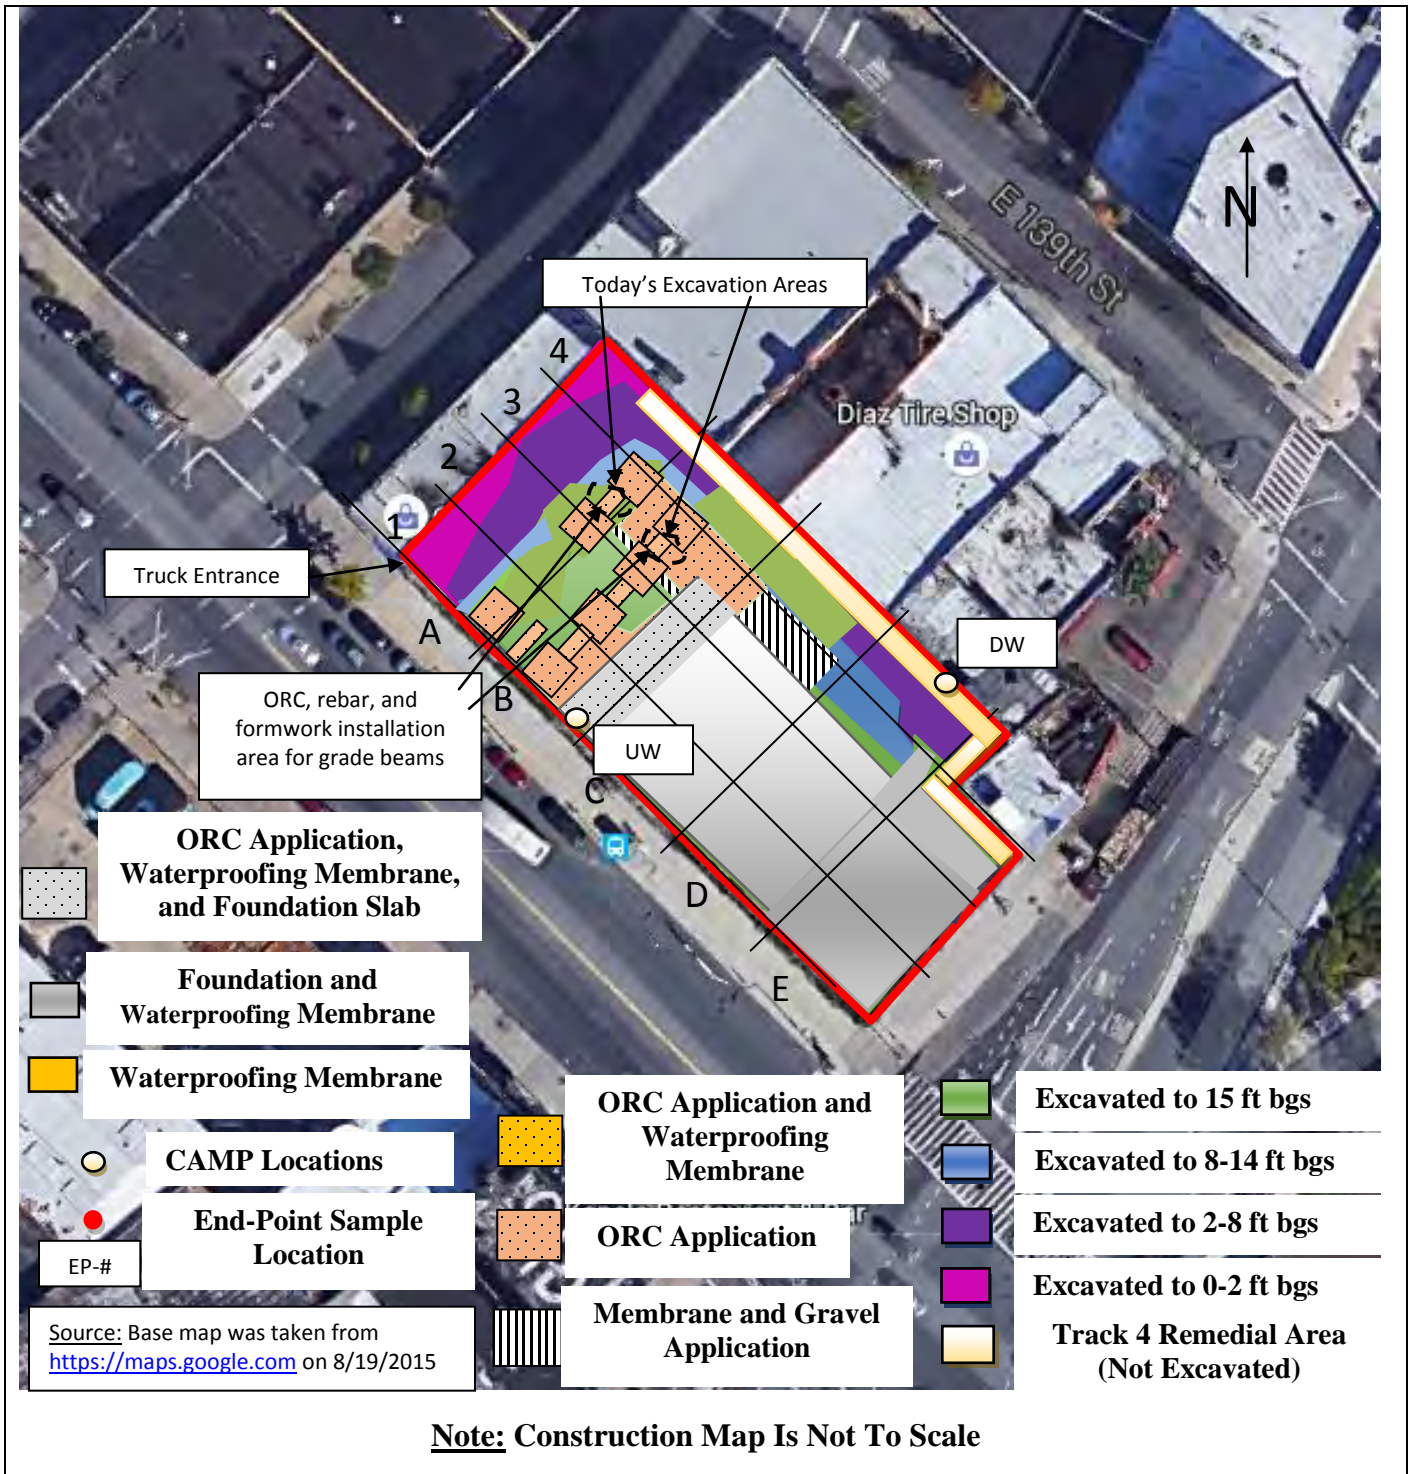 N
E 139th St
Today's Excavation Areas
4
3
Diaz Tire Shop
2
1
Truck Entrance
A
DW
B
ORC, rebar, and
formwork installation
area for grade beams
UW
C
D
E
ORC Application,
Waterproofing Membrane,
and Foundation Slab
Foundation and
Waterproofing Membrane
Waterproofing Membrane
CAMP Locations
End-Point Sample
Location
EP-#
Source: Base map was taken from
https://maps.google.com on 8/19/2015
ORC Application and
Waterproofing
Membrane
ORC Application
Membrane and Gravel
Application
Excavated to 15 ft bgs
Excavated to 8-14 ft bgs
Excavated to 2-8 ft bgs
Excavated to 0-2 ft bgs
Track 4 Remedial Area
(Not Excavated)
Note: Construction Map Is Not To Scale